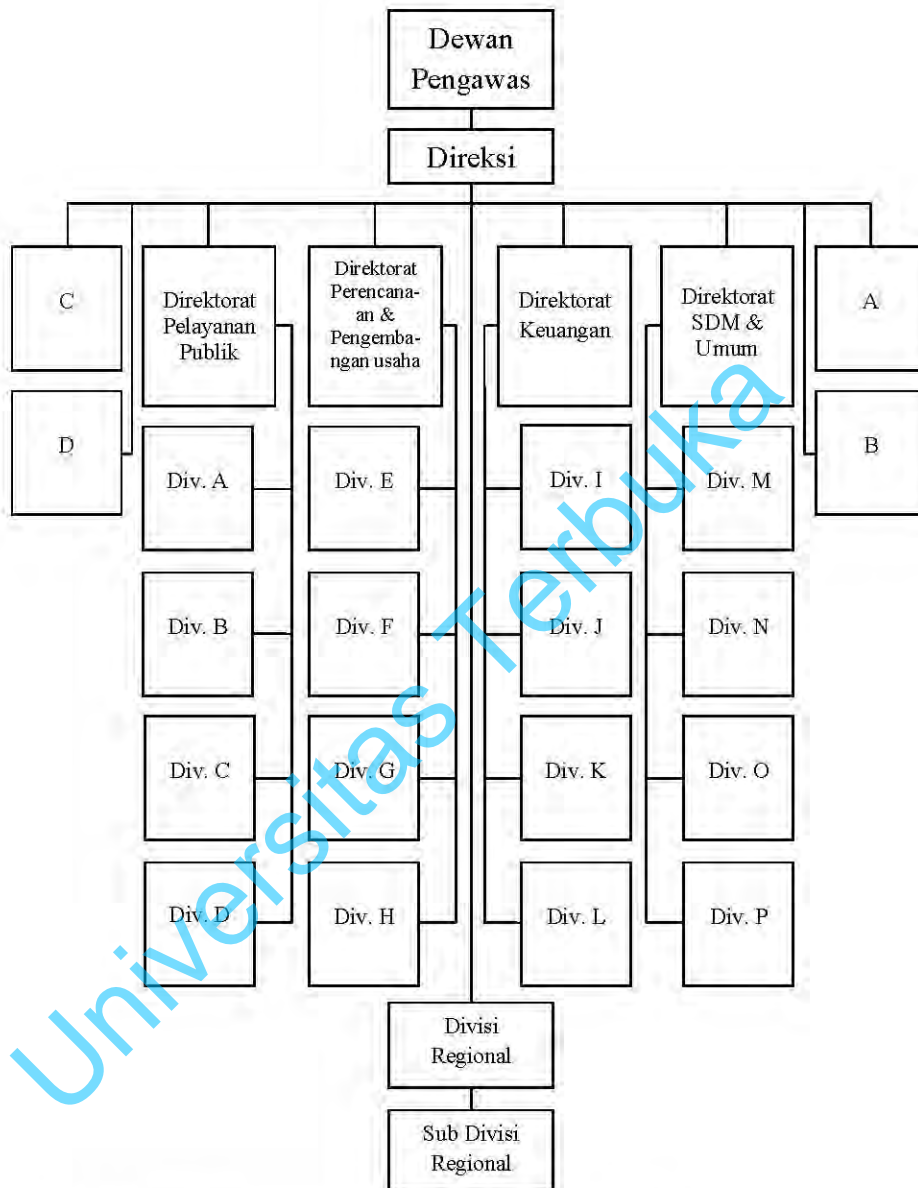 Dewan
Pengawas
Direksi
C
Direktorat
Pelayanan
Publik
Direktorat
Perencana-
an &
Pengemba-
ngan usaha
Direktorat
Keuangan
Direktorat
SDM &
Umum
A
D
B
Div. A
Div. E
Div. I
Div. M
Div. B
Div. F
Div. J
Div. N
Div. C
Div. G
Div. K
Div. O
Div. D
Div. H
Div. L
Div. P
Divisi
Regional
Sub Divisi
Regional
Universitas Terbuka